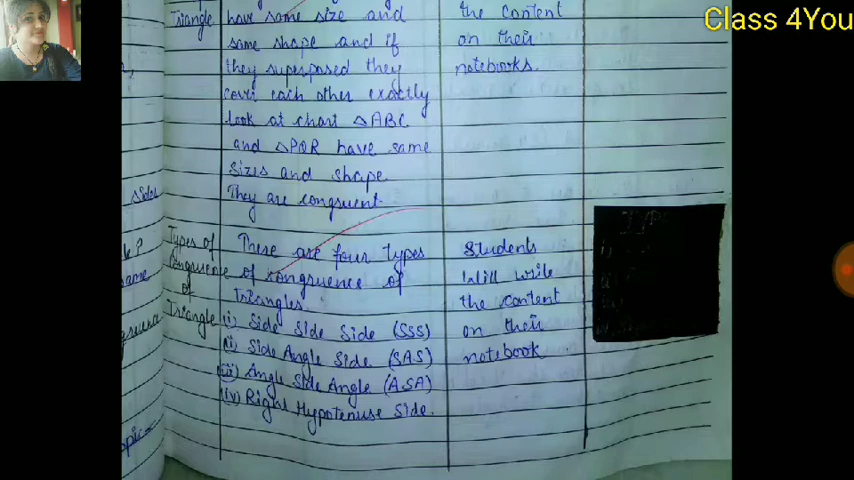 Class 4You
Triangle
have same size and
same shape and if
they superposed they
cover each other exactly
look at chart △ABC
and △PQR have same
sizes and shape
They are congruent.
the content
on their
notebooks.
sides
same
Types of
Congruence
of
Triangle
These are four types
of congruence of
Triangles.
(i) Side Side Side (SSS)
(ii) Side Angle Side (SAS)
(iii) Angle Side Angle (ASA)
(iv) Right Hypotenuse Side.
Students
Will write
the content
on their
notebook.